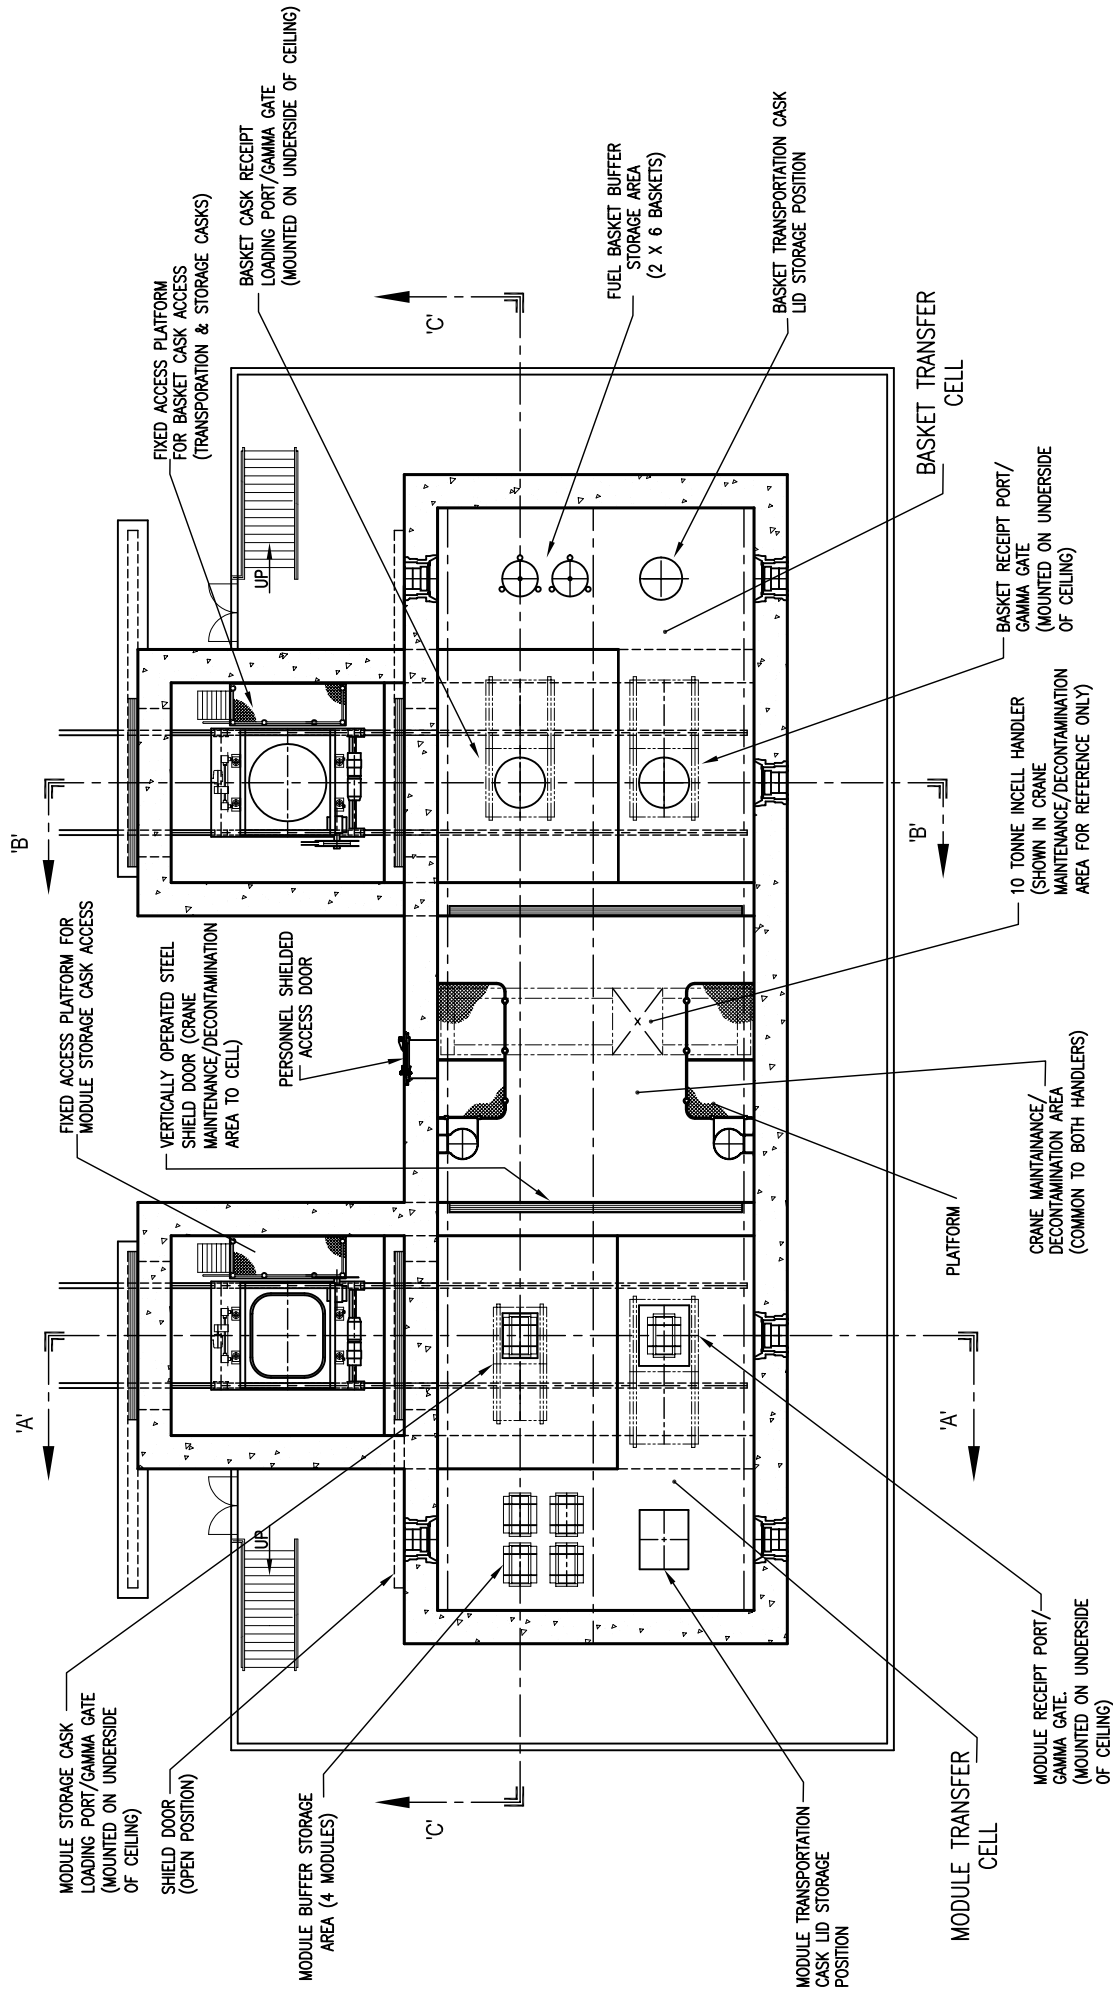 MODULE STORAGE CASK
LOADING PORT/GAMMA GATE
(MOUNTED ON UNDERSIDE
OF CEILING)
SHIELD DOOR
(OPEN POSITION)
MODULE BUFFER STORAGE
AREA (4 MODULES)
MODULE TRANSPORTATION
CASK LID STORAGE
POSITION
MODULE TRANSFER
CELL
MODULE RECEIPT PORT/
GAMMA GATE.
(MOUNTED ON UNDERSIDE
OF CEILING)
'C'
UP
'A'
'A'
FIXED ACCESS PLATFORM FOR
MODULE STORAGE CASK ACCESS
VERTICALLY OPERATED STEEL
SHIELD DOOR (CRANE
MAINTENANCE/DECONTAMINATION
AREA TO CELL)
PERSONNEL SHIELDED
ACCESS DOOR
PLATFORM
CRANE MAINTAINANCE/
DECONTAMINATION AREA
(COMMON TO BOTH HANDLERS)
X
10 TONNE INCELL HANDLER
(SHOWN IN CRANE
MAINTENANCE/DECONTAMINATION
AREA FOR REFERENCE ONLY)
'B'
'B'
BASKET RECEIPT PORT/
GAMMA GATE
(MOUNTED ON UNDERSIDE
OF CEILING)
UP
FIXED ACCESS PLATFORM
FOR BASKET CASK ACCESS
(TRANSPORATION & STORAGE CASKS)
BASKET CASK RECEIPT
LOADING PORT/GAMMA GATE
(MOUNTED ON UNDERSIDE OF CEILING)
'C'
FUEL BASKET BUFFER
STORAGE AREA
(2 X 6 BASKETS)
BASKET TRANSPORTATION CASK
LID STORAGE POSITION
BASKET TRANSFER
CELL